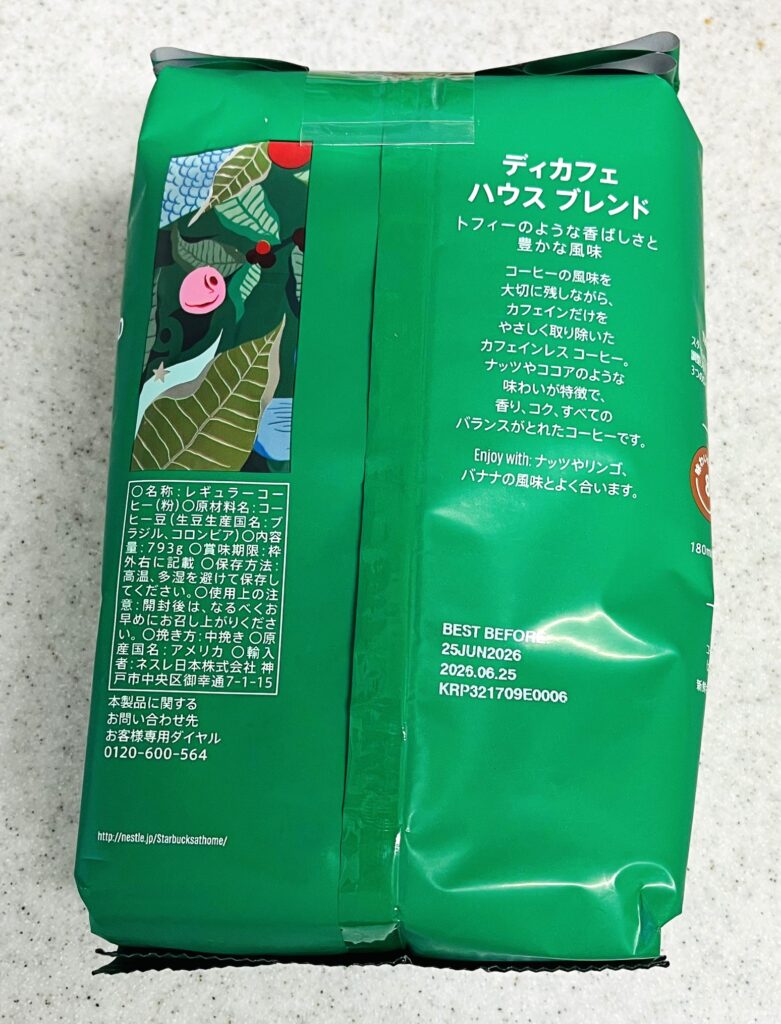 ディカフェ
ハウス ブレンド
トフィーのような香ばしさと
豊かな風味
コーヒーの風味を
大切に残しながら、
カフェインだけを
やさしく取り除いた
カフェインレス コーヒー。
ナッツやココアのような
味わいが特徴で、
香り、コク、すべての
バランスがとれたコーヒーです。
Enjoy with: ナッツやリンゴ、
バナナの風味とよく合います。
〇名称:レギュラーコー
ヒー(粉)〇原材料名:コー
ヒー豆(生豆生産国名:ブ
ラジル、コロンビア)〇内容
量:793g 〇賞味期限:枠
外右に記載 〇保存方法:
高温、多湿を避けて保存し
てください。〇使用上の注
意:開封後は、なるべくお
早めにお召し上がりくださ
い。〇挽き方:中挽き 〇原
産国名:アメリカ 〇輸入
者:ネスレ日本株式会社 神
戸市中央区御幸通7-1-15
本製品に関する
お問い合わせ先
お客様専用ダイヤル
0120-600-564
http://nestle.jp/Starbucksathome/
BEST BEFORE:
25JUN2026
2026.06.25
KRP321709E0006
180ml